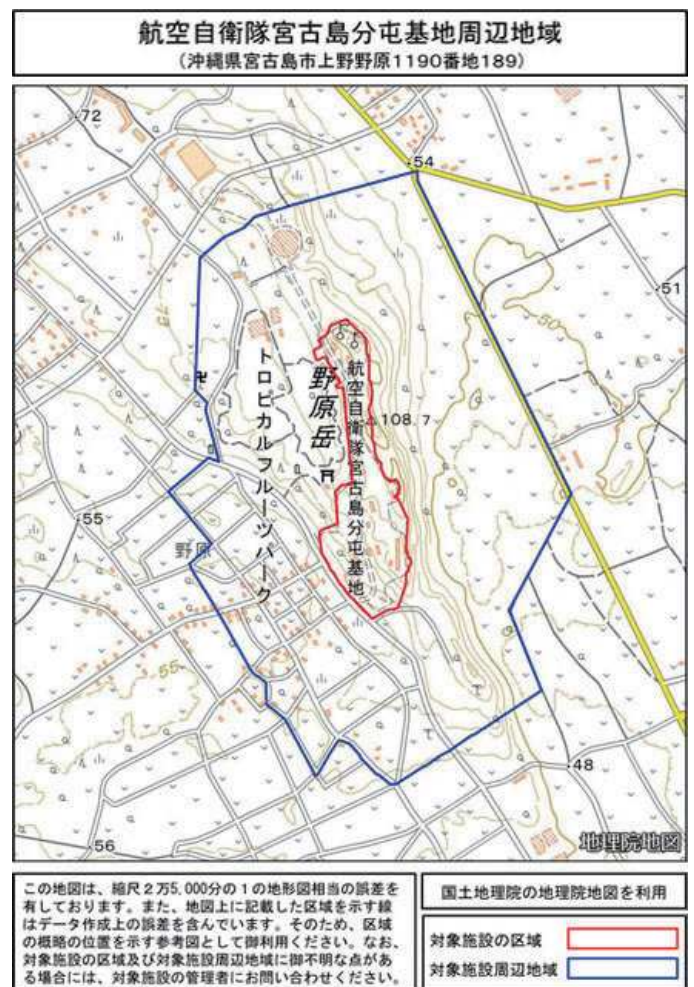 航空自衛隊宮古島分屯基地周辺地域
(沖縄県宮古島市上野野原1190番地189)
72
54
51
50
75
トロピカルフルーツパーク
野原岳
航空自衛隊宮古島分屯基地
108.7
55
野原
55
48
56
地理院地図
この地図は、縮尺2万5,000分の1の地形図相当の誤差を
有しております。また、地図上に記載した区域を示す線
はデータ作成上の誤差を含んでいます。そのため、区域
の概略の位置を示す参考図として御利用ください。なお、
対象施設の区域及び対象施設周辺地域に御不明な点があ
る場合には、対象施設の管理者にお問い合わせください。
国土地理院の地理院地図を利用
対象施設の区域
対象施設周辺地域